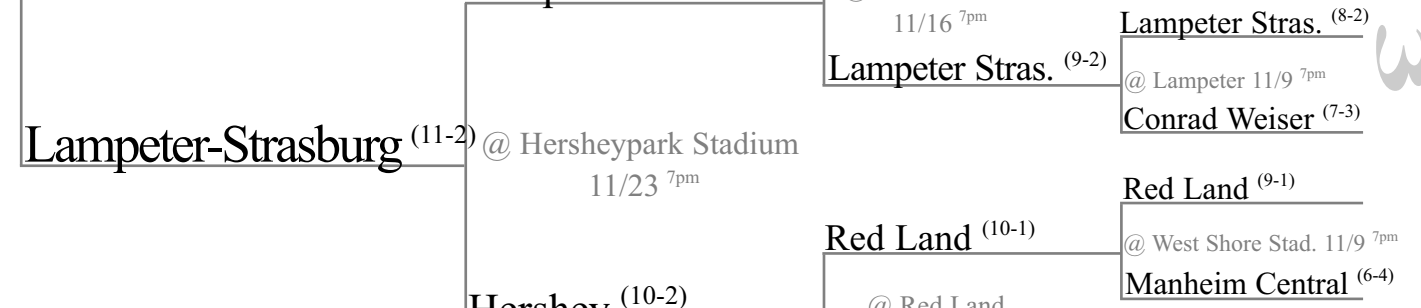 Lampeter Stras. (8-2)
11/16 7pm
Lampeter Stras. (9-2)
@ Lampeter 11/9 7pm
3
Conrad Weiser (7-3)
Lampeter-Strasburg (11-2)
@ Hersheypark Stadium
11/23 7pm
Red Land (9-1)
Red Land (10-1)
@ West Shore Stad. 11/9 7pm
Manheim Central (6-4)
Hershey (10-2)
@ Red Land